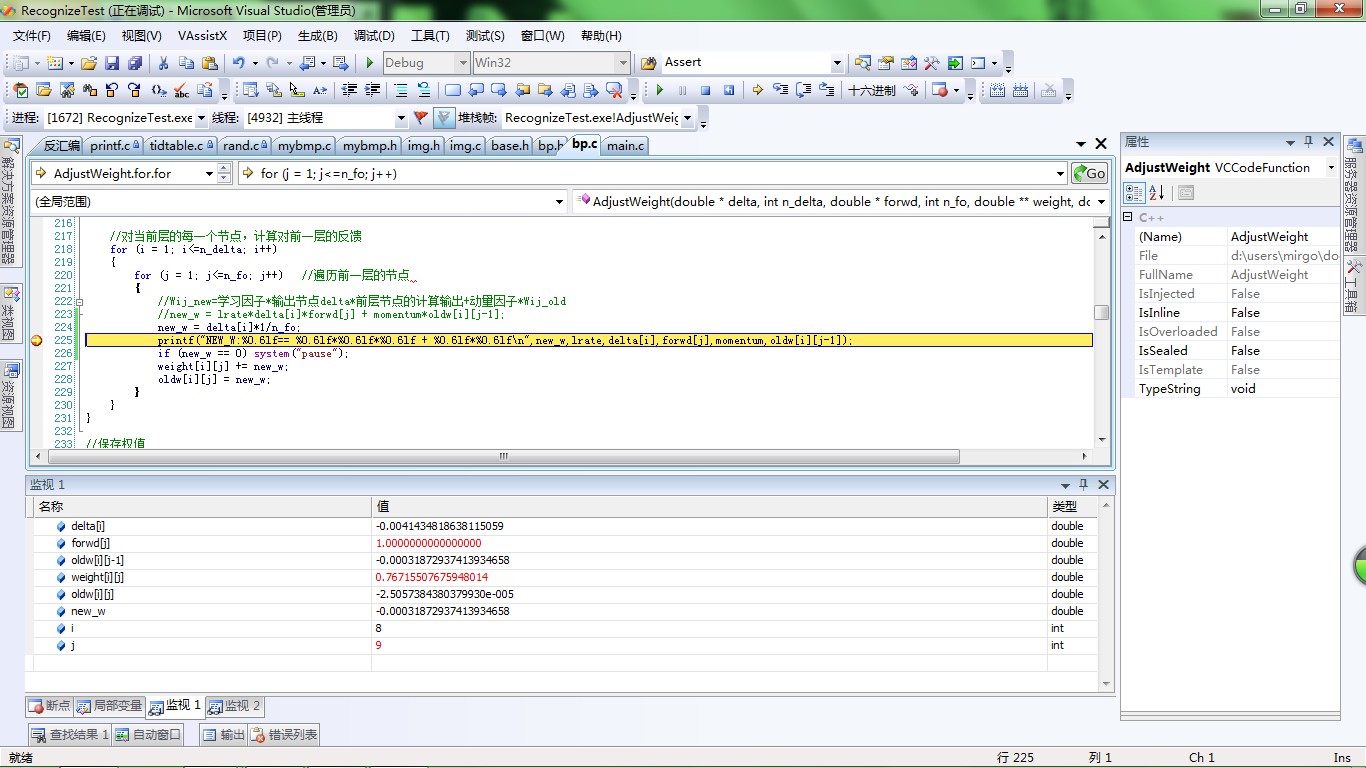 RecognizeTest (正在调试) - Microsoft Visual Studio(管理员)
文件(F) 编辑(E) 视图(V) VAssistX 项目(P) 生成(B) 调试(D) 工具(T) 测试(S) 窗口(W) 帮助(H)
Debug Win32 Assert
十六进制
进程: [1672] RecognizeTest.exe 线程: [4932] 主线程 堆栈帧: RecognizeTest.exe!AdjustWeig
反汇编 printf.c tidtable.c rand.c mybmp.c mybmp.h img.h img.c base.h bp.h bp.c main.c
AdjustWeight.for.for for (j = 1; j<=n_fo; j++) Go
(全局范围) AdjustWeight(double * delta, int n_delta, double * forwd, int n_fo, double ** weight, dc
216
217 //对当前层的每一个节点，计算对前一层的反馈
218 for (i = 1; i<=n_delta; i++)
219 {
220 for (j = 1; j<=n_fo; j++) //遍历前一层的节点
221 {
222 //Wij_new=学习因子*输出节点delta*前层节点的计算输出+动量因子*Wij_old
223 //new_w = lrate*delta[i]*forwd[j] + momentum*oldw[i][j-1];
224 new_w = delta[i]*1/n_fo;
225 printf("NEW_W:%0.6lf== %0.6lf*%0.6lf*%0.6lf + %0.6lf*%0.6lf\n",new_w,lrate,delta[i],forwd[j],momentum,oldw[i][j-1]);
226 if (new_w == 0) system("pause");
227 weight[i][j] += new_w;
228 oldw[i][j] = new_w;
229 }
230 }
231 }
232
233 //保存权值
监视 1
名称 值 类型
delta[i] -0.0041434818638115059 double
forwd[j] 1.0000000000000000 double
oldw[i][j-1] -0.00031872937413934658 double
weight[i][j] 0.76715507675948014 double
oldw[i][j] -2.5057384380379930e-005 double
new_w -0.00031872937413934658 double
i 8 int
j 9 int
断点 局部变量 监视 1 监视 2
查找结果 1 自动窗口 输出 错误列表
就绪 行 225 列 1 Ch 1 Ins
解决方案资源管理器
类视图
资源视图
属性
AdjustWeight VCCodeFunction
C++
(Name) AdjustWeight
File d:\users\mirgo\do
FullName AdjustWeight
IsInjected False
IsInline False
IsOverloaded False
IsSealed False
IsTemplate False
TypeString void
服务器资源管理器
工具箱